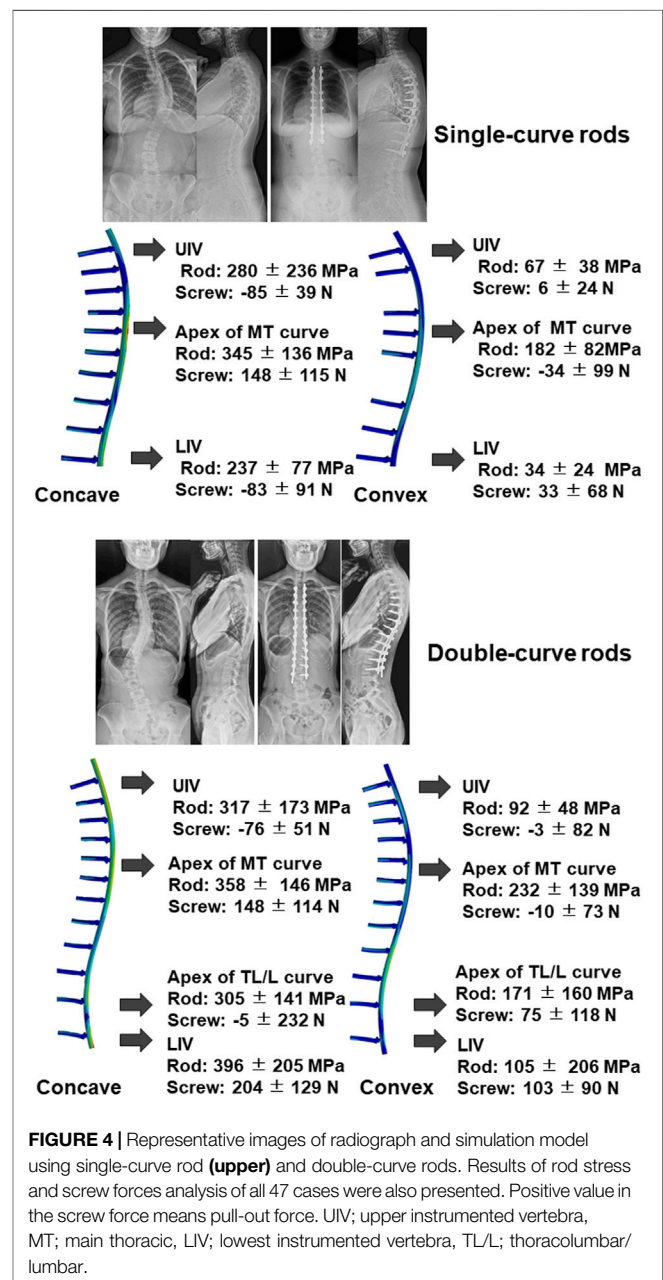 Single-curve rods
UIV
Rod: 280 ± 236 MPa
Screw: -85 ± 39 N
Apex of MT curve
Rod: 345 ± 136 MPa
Screw: 148 ± 115 N
LIV
Rod: 237 ± 77 MPa
Screw: -83 ± 91 N
Concave
UIV
Rod: 67 ± 38 MPa
Screw: 6 ± 24 N
Apex of MT curve
Rod: 182 ± 82MPa
Screw: -34 ± 99 N
LIV
Rod: 34 ± 24 MPa
Screw: 33 ± 68 N
Convex
Double-curve rods
UIV
Rod: 317 ± 173 MPa
Screw: -76 ± 51 N
Apex of MT curve
Rod: 358 ± 146 MPa
Screw: 148 ± 114 N
Apex of TL/L curve
Rod: 305 ± 141 MPa
Screw: -5 ± 232 N
LIV
Rod: 396 ± 205 MPa
Screw: 204 ± 129 N
Concave
UIV
Rod: 92 ± 48 MPa
Screw: -3 ± 82 N
Apex of MT curve
Rod: 232 ± 139 MPa
Screw: -10 ± 73 N
Apex of TL/L curve
Rod: 171 ± 160 MPa
Screw: 75 ± 118 N
LIV
Rod: 105 ± 206 MPa
Screw: 103 ± 90 N
Convex
FIGURE 4 | Representative images of radiograph and simulation model
using single-curve rod (upper) and double-curve rods. Results of rod stress
and screw forces analysis of all 47 cases were also presented. Positive value in
the screw force means pull-out force. UIV; upper instrumented vertebra,
MT; main thoracic, LIV; lowest instrumented vertebra, TL/L; thoracolumbar/
lumbar.